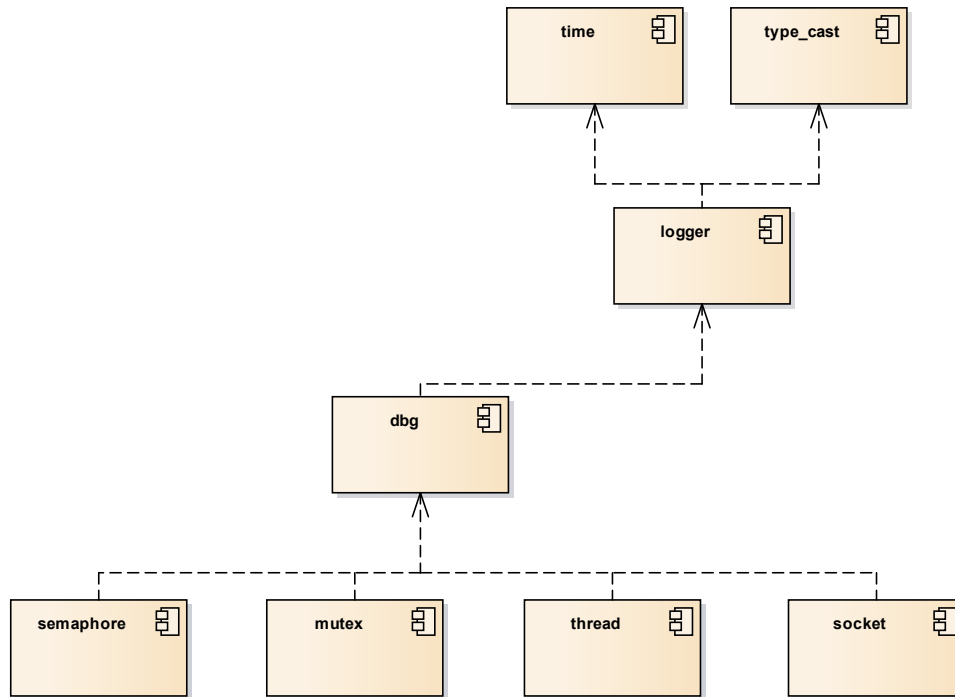 time
type_cast
logger
dbg
semaphore
mutex
thread
socket